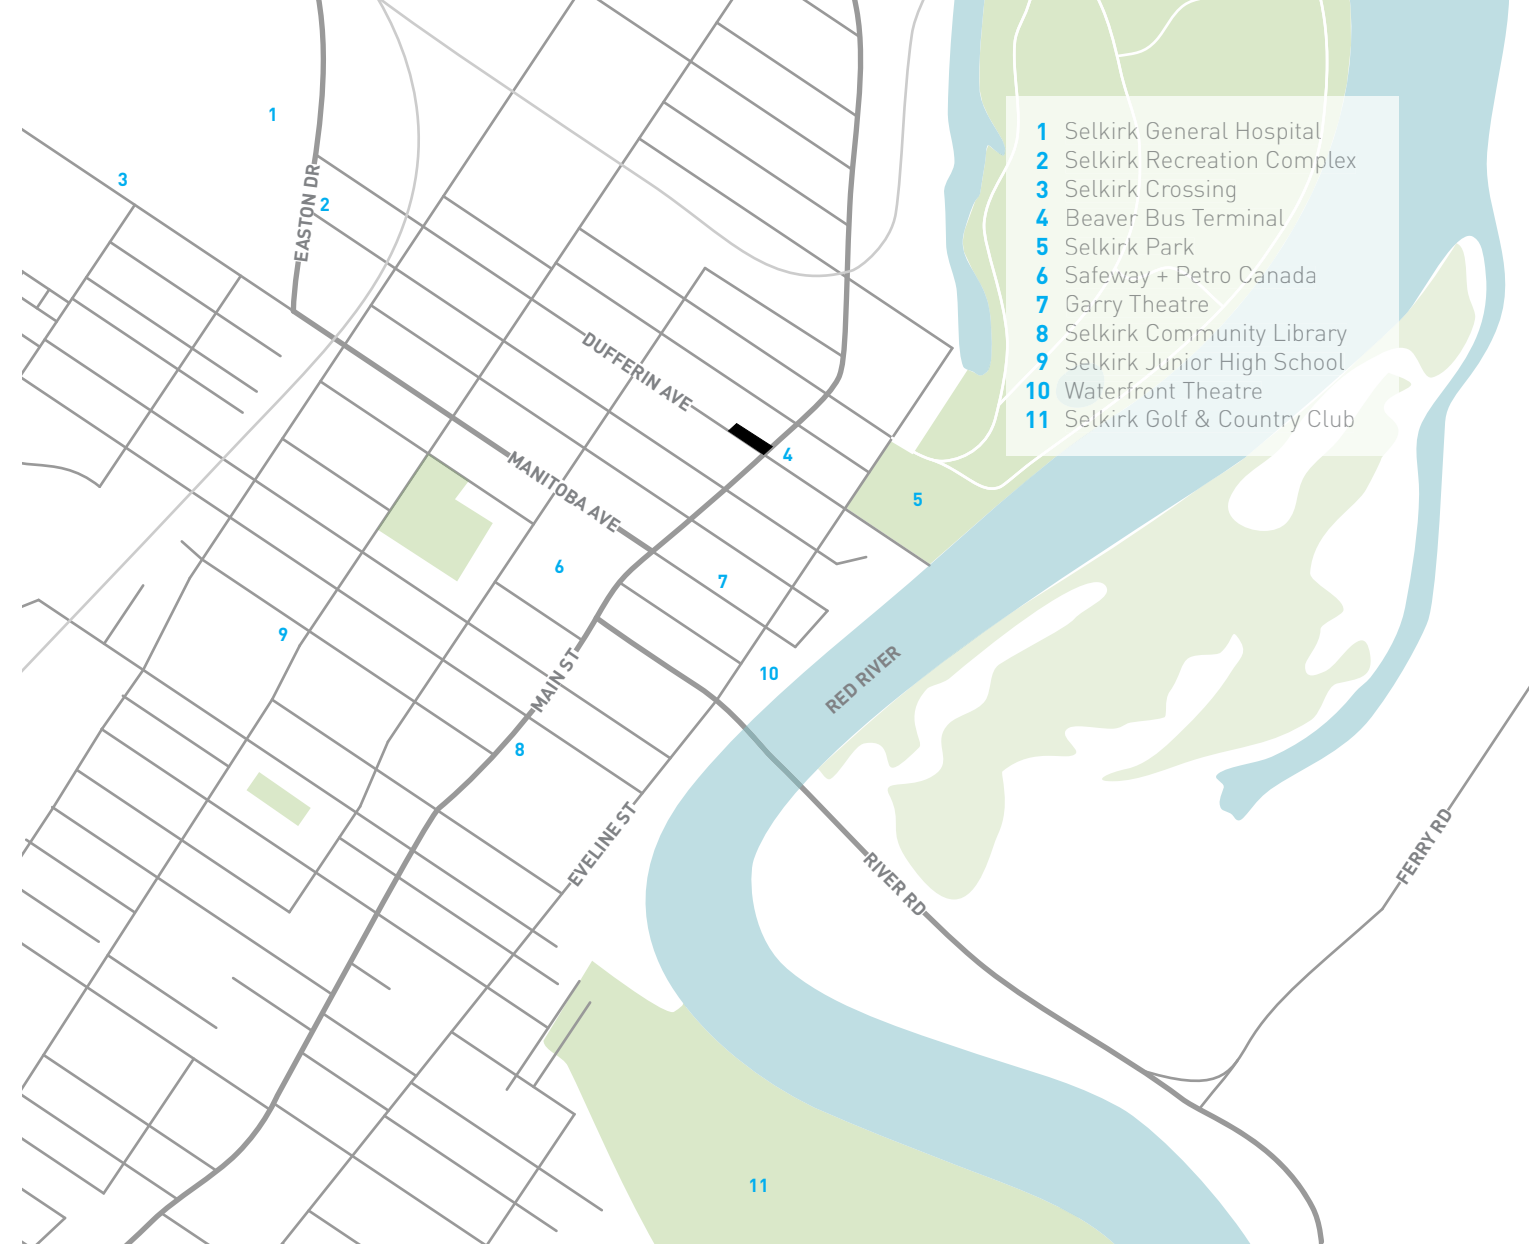 1
3
EASTON DR
2
1 Selkirk General Hospital
2 Selkirk Recreation Complex
3 Selkirk Crossing
4 Beaver Bus Terminal
5 Selkirk Park
6 Safeway + Petro Canada
7 Garry Theatre
8 Selkirk Community Library
9 Selkirk Junior High School
10 Waterfront Theatre
11 Selkirk Golf & Country Club
DUFFERIN AVE
4
MANITOBA AVE
5
6
7
9
MAIN ST
10
RED RIVER
8
EVELINE ST
RIVER RD
FERRY RD
11